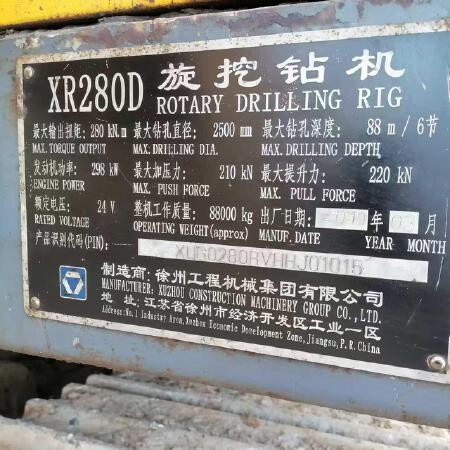 XR280D 旋挖钻机
ROTARY DRILLING RIG
最大输出扭矩: 280 kN.m 最大钻孔直径: 2500 mm 最大钻孔深度: 88 m / 6节
MAX. TORQUE OUTPUT MAX. DRILLING DIA. MAX. DRILLING DEPTH
发动机功率: 298 kW 最大加压力: 210 kN 最大提升力: 220 kN
ENGINE POWER MAX. PUSH FORCE MAX. PULL FORCE
额定电压: 24 V 整机工作质量: 88000 kg 出厂日期: 年 月
RATED VOLTAGE OPERATING WEIGHT(approx) MA. DATE YEAR MONTH
产品识别代码(PIN):
制造商: 徐州工程机械集团有限公司
MANUFACTURER: XUZHOU CONSTRUCTION MACHINERY GROUP CO., LTD.
地 址: 江苏省徐州市经济开发区工业一区
Address:No.1 Industry Area,Xuzhou Economic Development Zone,Jiangsu,P.R.China